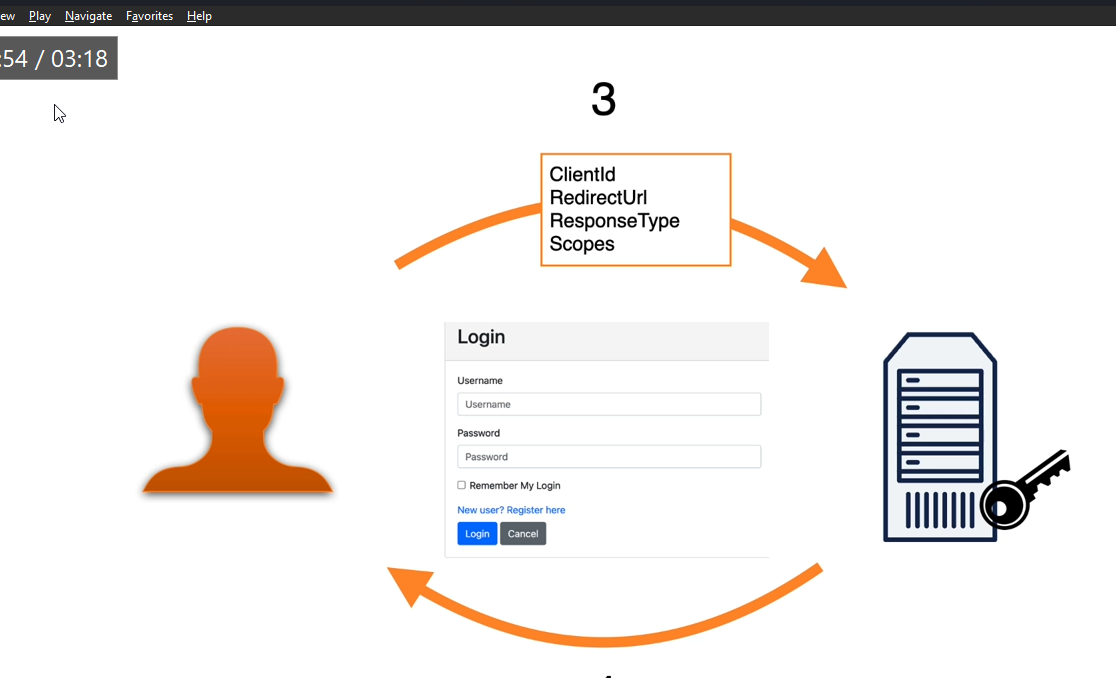 ew Play Navigate Favorites Help
:54 / 03:18
3
ClientId
RedirectUrl
ResponseType
Scopes
Login
Username
Username
Password
Password
Remember My Login
New user? Register here
Login Cancel